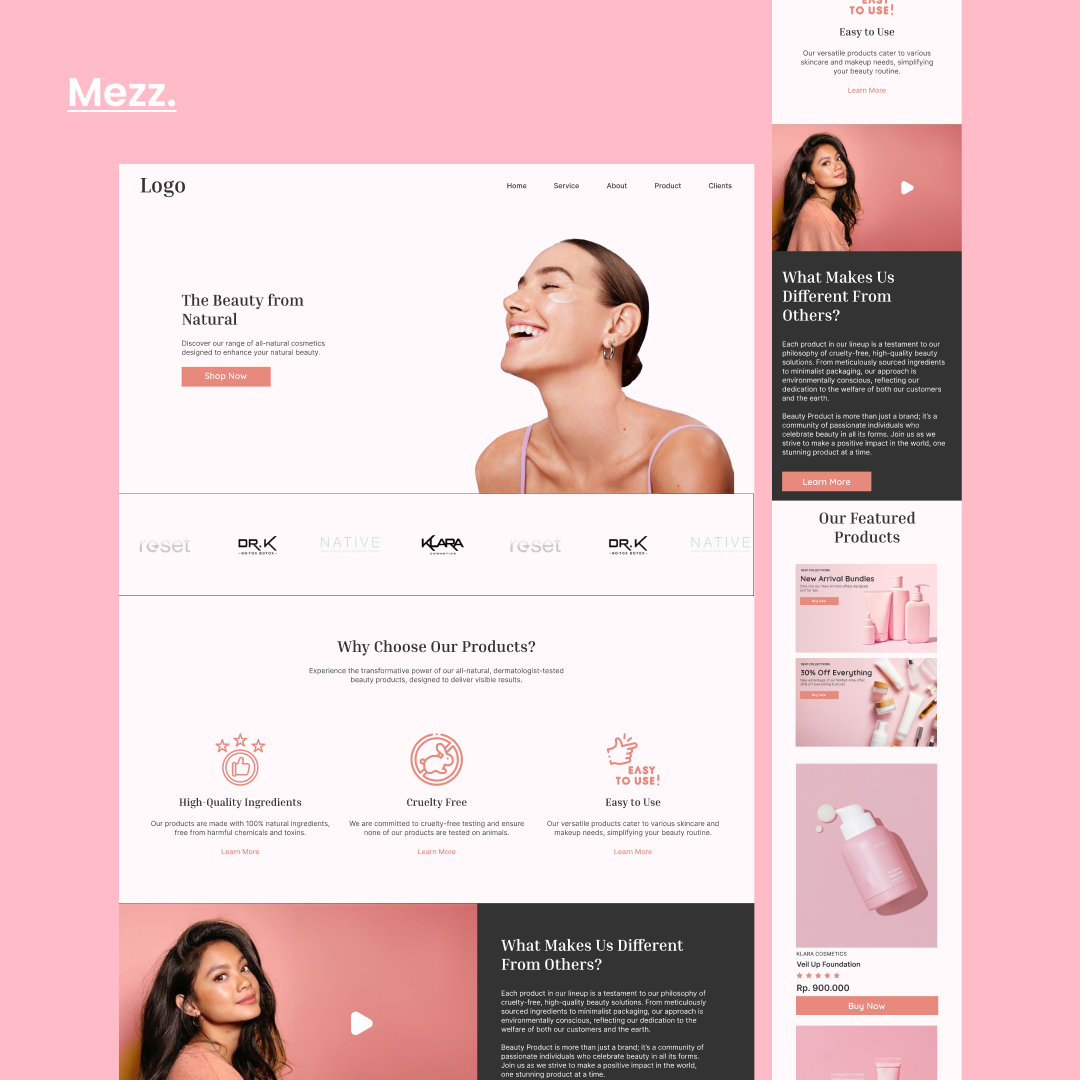 Mezz.
Logo
Home
Service
About
Product
Clients
The Beauty from
Natural
Discover our range of all-natural cosmetics
designed to enhance your natural beauty.
Shop Now
reset
DR.K
NO-TOX BOTOX
NATIVE
KLARA
COSMETICS
reset
DR.K
NO-TOX BOTOX
NATIVE
Why Choose Our Products?
Experience the transformative power of our all-natural, dermatologist-tested
beauty products, designed to deliver visible results.
High-Quality Ingredients
Our products are made with 100% natural ingredients,
free from harmful chemicals and toxins.
Learn More
Cruelty Free
We are committed to cruelty-free testing and ensure
none of our products are tested on animals.
Learn More
EASY
TO USE!
Easy to Use
Our versatile products cater to various skincare and
makeup needs, simplifying your beauty routine.
Learn More
What Makes Us Different
From Others?
Each product in our lineup is a testament to our philosophy of
cruelty-free, high-quality beauty solutions. From meticulously
sourced ingredients to minimalist packaging, our approach is
environmentally conscious, reflecting our dedication to the
welfare of both our customers and the earth.
Beauty Product is more than just a brand; it's a community of
passionate individuals who celebrate beauty in all its forms.
Join us as we strive to make a positive impact in the world,
one stunning product at a time.
TO USE!
Easy to Use
Our versatile products cater to various
skincare and makeup needs, simplifying
your beauty routine.
Learn More
What Makes Us
Different From
Others?
Each product in our lineup is a testament to our
philosophy of cruelty-free, high-quality beauty
solutions. From meticulously sourced ingredients
to minimalist packaging, our approach is
environmentally conscious, reflecting our
dedication to the welfare of both our customers
and the earth.
Beauty Product is more than just a brand; it's a
community of passionate individuals who
celebrate beauty in all its forms. Join us as we
strive to make a positive impact in the world, one
stunning product at a time.
Learn More
Our Featured
Products
NEW COLLECTIONS
New Arrival Bundles
Buy Now
NEW COLLECTIONS
30% Off Everything
Buy Now
KLARA COSMETICS
Veil Up Foundation
Rp. 900.000
Buy Now